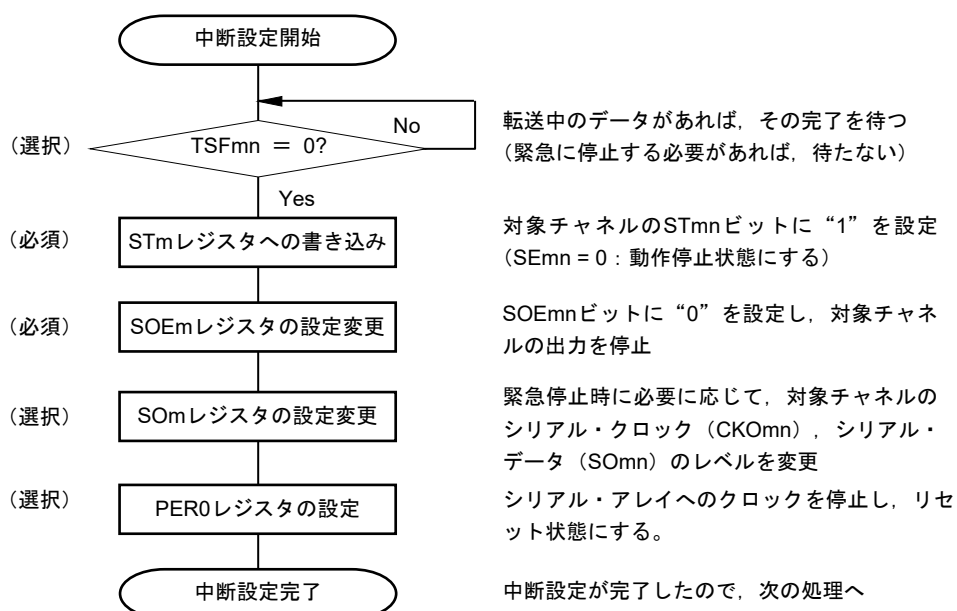 中断設定開始
（選択）
TSFmn ＝ 0?
No
転送中のデータがあれば，その完了を待つ
（緊急に停止する必要があれば，待たない）
Yes
（必須）
STmレジスタへの書き込み
対象チャネルのSTmnビットに“1”を設定
（SEmn = 0：動作停止状態にする）
（必須）
SOEmレジスタの設定変更
SOEmnビットに“0”を設定し，対象チャネ
ルの出力を停止
（選択）
SOmレジスタの設定変更
緊急停止時に必要に応じて，対象チャネルの
シリアル・クロック（CKOmn），シリアル・
データ（SOmn）のレベルを変更
（選択）
PER0レジスタの設定
シリアル・アレイへのクロックを停止し，リセ
ット状態にする。
中断設定完了
中断設定が完了したので，次の処理へ